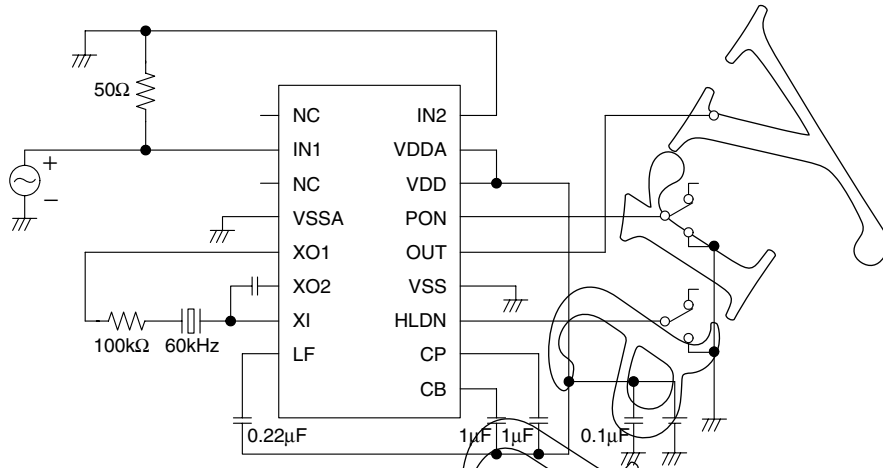 50Ω
NC IN2
+ IN1 VDDA
− NC VDD
VSSA PON
XO1 OUT
XO2 VSS
XI HLDN
100kΩ 60kHz
LF CP
CB
0.22μF 1μF 1μF 0.1μF